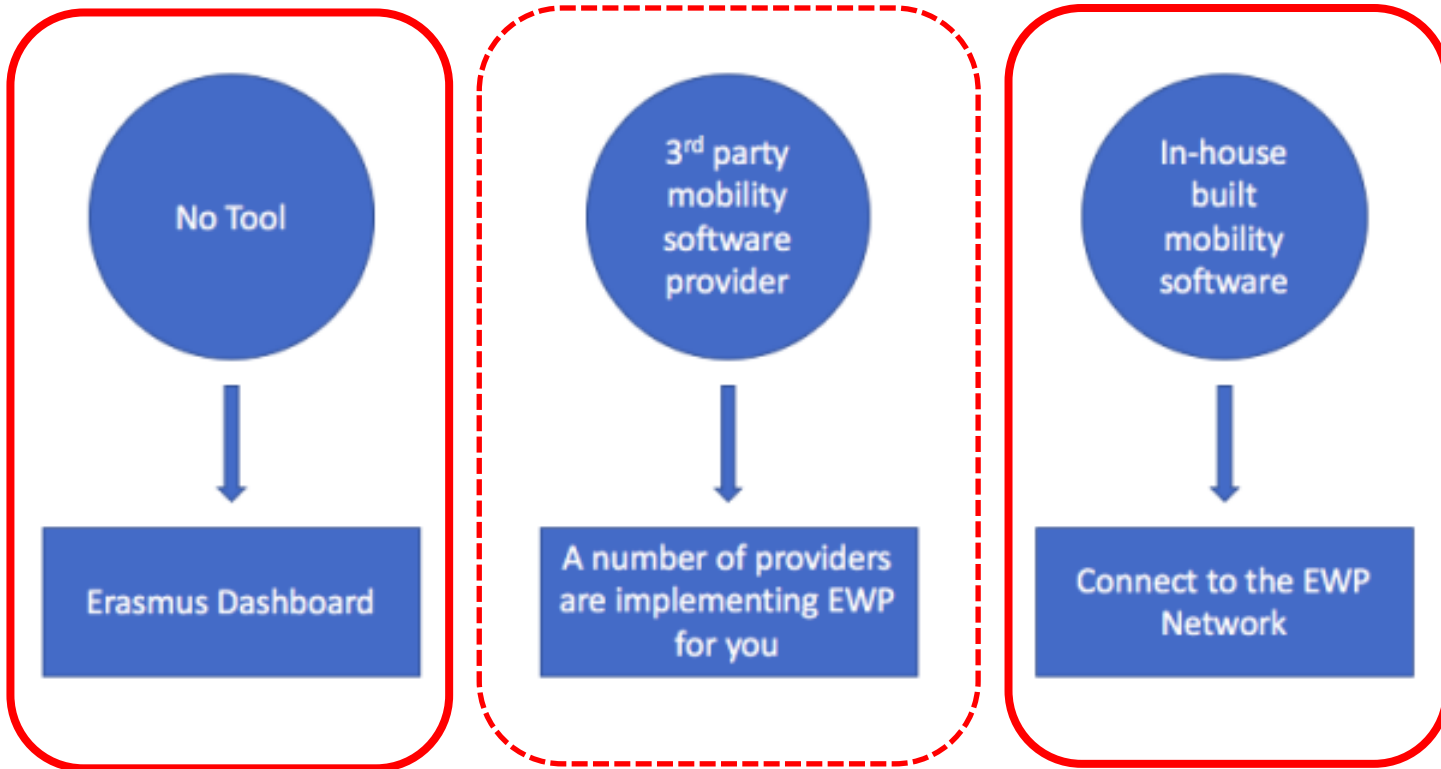 No Tool
Erasmus Dashboard
3rd party
mobility
software
provider
A number of providers
are implementing EWP
for you
In-house
built
mobility
software
Connect to the EWP
Network